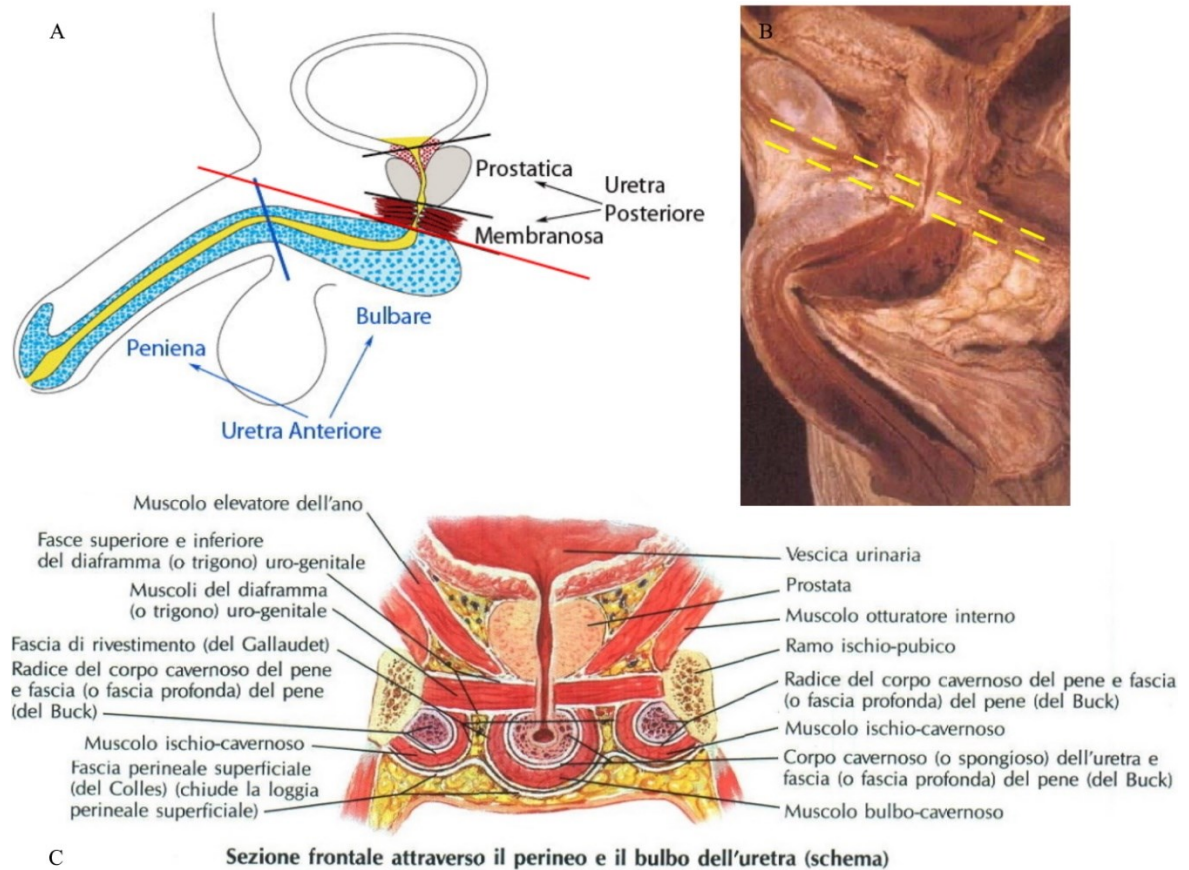 A
B
Prostatica
Uretra
Posteriore
Membranosa
Bulbare
Peniena
Uretra Anteriore
Muscolo elevatore dell'ano
Fasce superiore e inferiore
del diaframma (o trigono) uro-genitale
Muscoli del diaframma
(o trigono) uro-genitale
Fascia di rivestimento (del Gallaudet)
Radice del corpo cavernoso del pene
e fascia (o fascia profonda) del pene
(del Buck)
Muscolo ischio-cavernoso
Fascia perineale superficiale
(del Colles) (chiude la loggia
perineale superficiale)
Vescica urinaria
Prostata
Muscolo otturatore interno
Ramo ischio-pubico
Radice del corpo cavernoso del pene e fascia
(o fascia profonda) del pene (del Buck)
Muscolo ischio-cavernoso
Corpo cavernoso (o spongioso) dell'uretra e
fascia (o fascia profonda) del pene (del Buck)
Muscolo bulbo-cavernoso
C
Sezione frontale attraverso il perineo e il bulbo dell'uretra (schema)